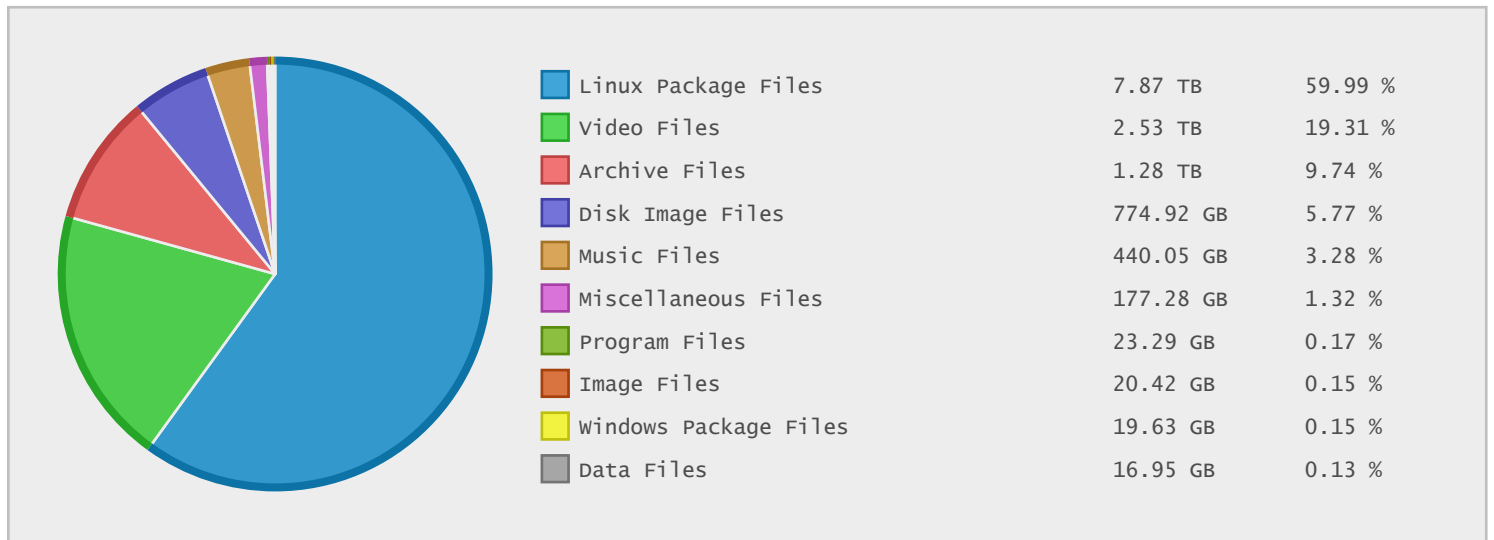 Linux Package Files 7.87 TB 59.99 %
Video Files 2.53 TB 19.31 %
Archive Files 1.28 TB 9.74 %
Disk Image Files 774.92 GB 5.77 %
Music Files 440.05 GB 3.28 %
Miscellaneous Files 177.28 GB 1.32 %
Program Files 23.29 GB 0.17 %
Image Files 20.42 GB 0.15 %
Windows Package Files 19.63 GB 0.15 %
Data Files 16.95 GB 0.13 %